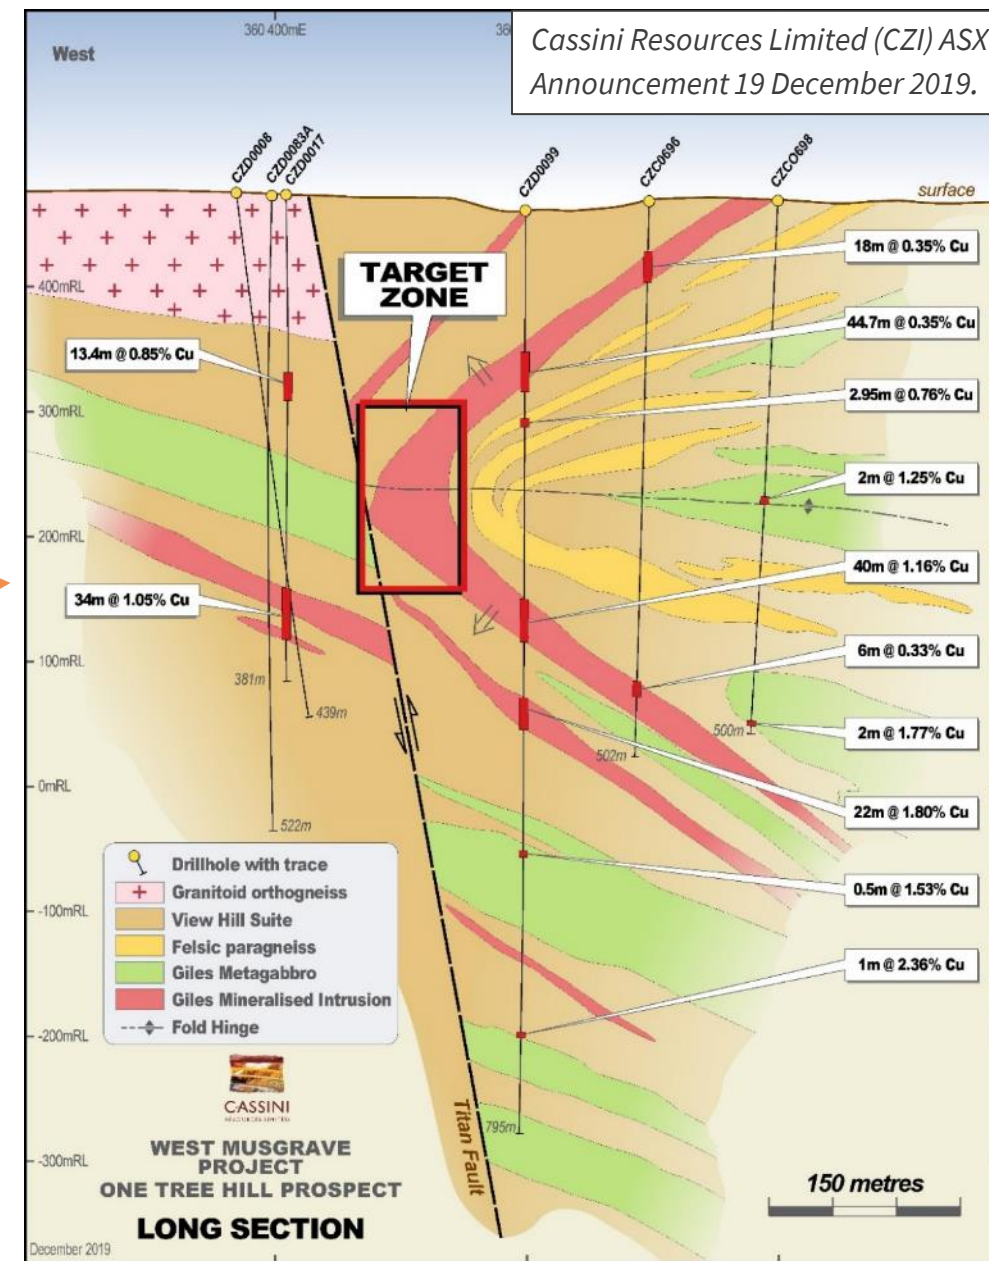 360 400mE
West
36
Cassini Resources Limited (CZI) ASX
Announcement 19 December 2019.
CZD0008
CZD0083A
CZD0017
CZD0099
CZC0696
CZCO698
surface
TARGET
ZONE
400mRL
300mRL
200mRL
100mRL
0mRL
-100mRL
-200mRL
-300mRL
13.4m @ 0.85% Cu
34m @ 1.05% Cu
18m @ 0.35% Cu
44.7m @ 0.35% Cu
2.95m @ 0.76% Cu
2m @ 1.25% Cu
40m @ 1.16% Cu
6m @ 0.33% Cu
2m @ 1.77% Cu
22m @ 1.80% Cu
0.5m @ 1.53% Cu
1m @ 2.36% Cu
381m
439m
522m
502m
500m
795m
Titan Fault
Drillhole with trace
Granitoid orthogneiss
View Hill Suite
Felsic paragneiss
Giles Metagabbro
Giles Mineralised Intrusion
Fold Hinge
CASSINI
RESOURCES LIMITED
WEST MUSGRAVE
PROJECT
ONE TREE HILL PROSPECT
LONG SECTION
150 metres
December 2019